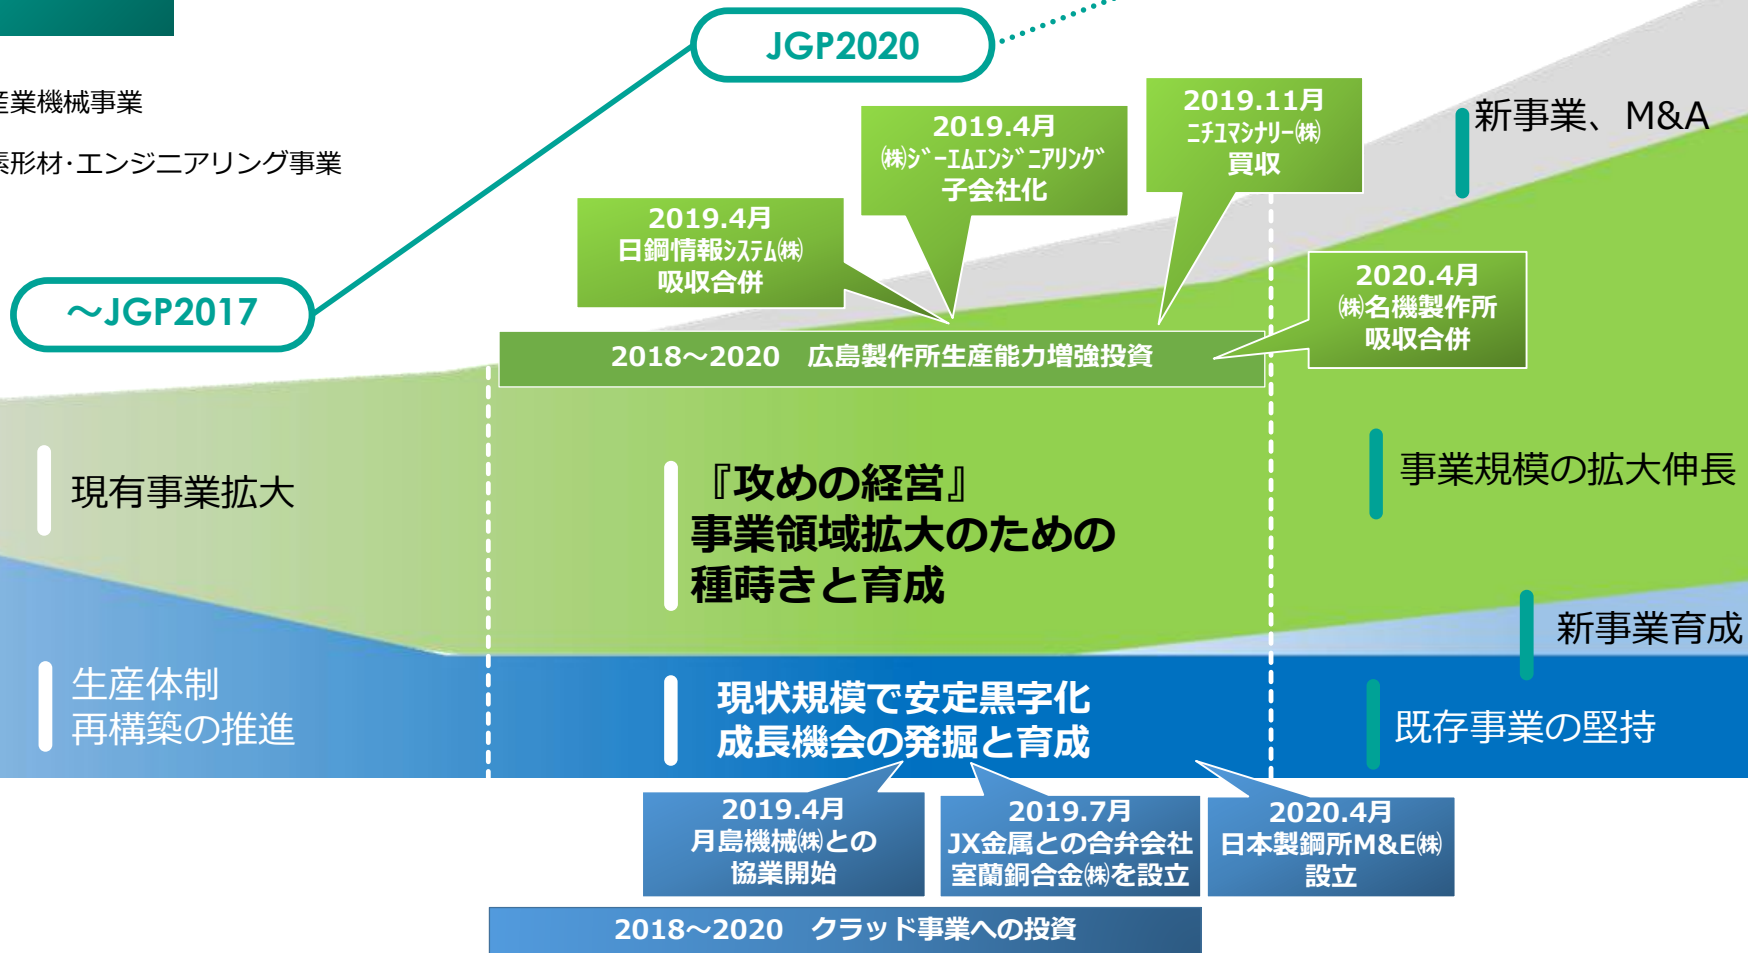 JGP2020
産業機械事業
素形材・エンジニアリング事業
2019.11月
ﾆﾁﾕﾏｼﾅﾘｰ㈱
買収
新事業、M&A
2019.4月
㈱ｼﾞｰｴﾑｴﾝｼﾞﾆｱﾘﾝｸﾞ
子会社化
2019.4月
日鋼情報ｼｽﾃﾑ㈱
吸収合併
2020.4月
㈱名機製作所
吸収合併
～JGP2017
2018～2020 広島製作所生産能力増強投資
現有事業拡大
『攻めの経営』
事業領域拡大のための
種蒔きと育成
事業規模の拡大伸長
新事業育成
生産体制
再構築の推進
現状規模で安定黒字化
成長機会の発掘と育成
既存事業の堅持
2019.4月
月島機械㈱との
協業開始
2019.7月
JX金属との合弁会社
室蘭銅合金㈱を設立
2020.4月
日本製鋼所M&E㈱
設立
2018～2020 クラッド事業への投資